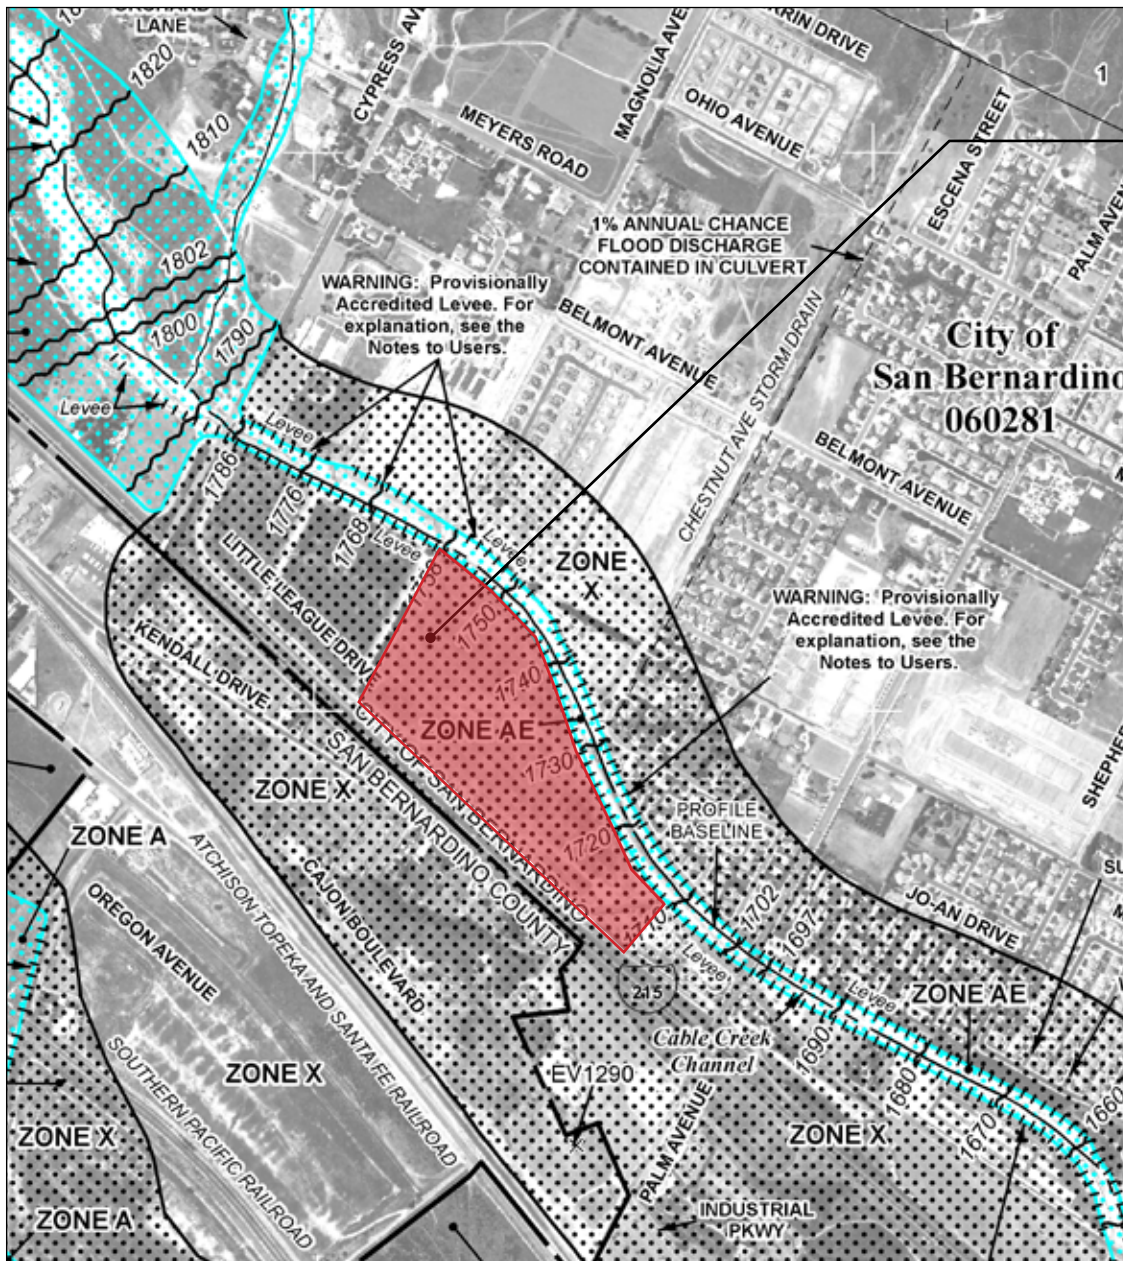 ORCHARD
LANE
1820
1810
1802
1800
1790
CYPRESS AVE
MEYERS ROAD
MAGNOLIA AVE
OHIO AVENUE
DRIVE
1
ESCENA STREET
PALM AVEN
1% ANNUAL CHANCE
FLOOD DISCHARGE
CONTAINED IN CULVERT
WARNING: Provisionally
Accredited Levee. For
explanation, see the
Notes to Users.
BELMONT AVENUE
CHESTNUT AVE STORM DRAIN
City of
San Bernardino
060281
BELMONT AVENUE
Levee
Levee
Levee
Levee
1786
1776
1768
LITTLE LEAGUE DRIVE
KENDALL DRIVE
ZONE
X
1750
1740
ZONE AE
1730
1720
WARNING: Provisionally
Accredited Levee. For
explanation, see the
Notes to Users.
SHEPHE
CITY OF SAN BERNARDINO
SAN BERNARDINO COUNTY
ZONE X
PROFILE
BASELINE
ZONE A
OREGON AVENUE
ATCHISON TOPEKA AND SANTA FE RAILROAD
CAJON BOULEVARD
SU
JO-AN DRIVE
1702
1697
Levee
Levee
ZONE AE
215
Cable Creek
Channel
1690
1680
1670
1660
ZONE X
EV1290
SOUTHERN PACIFIC RAILROAD
PALM AVENUE
ZONE X
ZONE X
ZONE A
INDUSTRIAL
PKWY